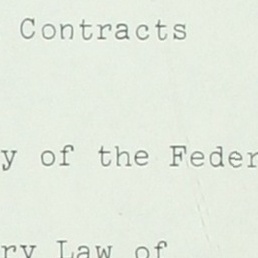 Contracts
y of the Feder
ry Law of